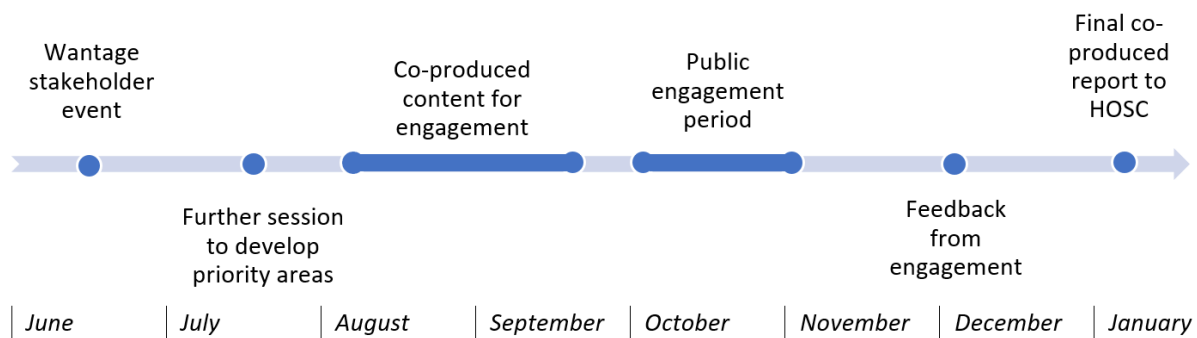 Wantage
stakeholder
event
Further session
to develop
priority areas
Co-produced
content for
engagement
Public
engagement
period
Feedback
from
engagement
Final co-
produced
report to
HOSC
June
July
August
September
October
November
December
January